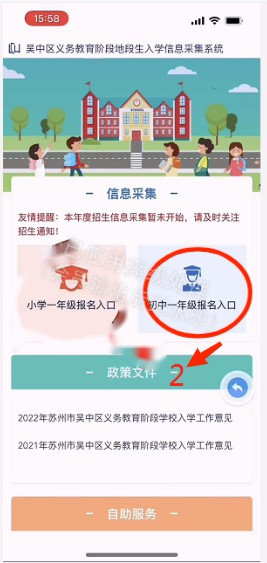 15:58
吴中区义务教育阶段地段生入学信息采集系统
- 信息采集 -
友情提醒：本年度招生信息采集暂未开始，请及时关注
招生通知！
小学一年级报名入口
初中一年级报名入口
- 政策文件 -
2
2022年苏州市吴中区义务教育阶段学校入学工作意见
2021年苏州市吴中区义务教育阶段学校入学工作意见
- 自助服务 -